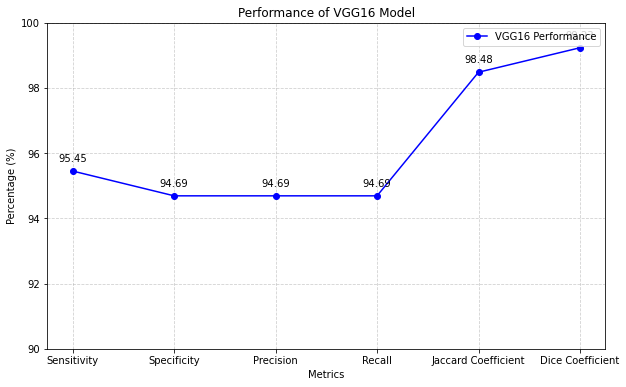 Performance of VGG16 Model
VGG16 Performance
100
98
96
94
92
90
Percentage (%)
95.45
94.69
94.69
94.69
98.48
Sensitivity
Specificity
Precision
Recall
Jaccard Coefficient
Dice Coefficient
Metrics